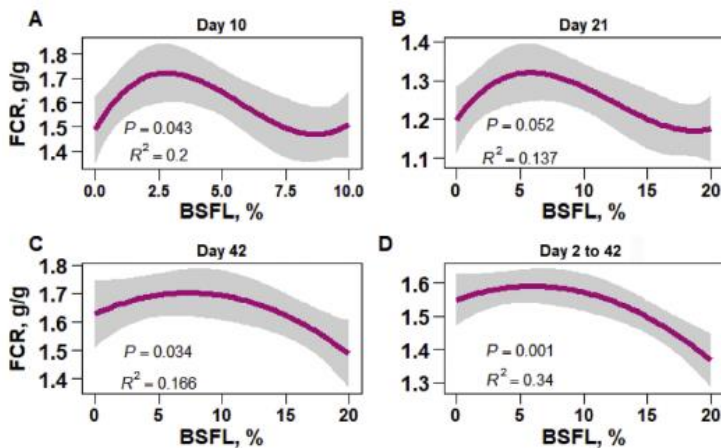 A
Day 10
FCR, g/g
1.8
1.7
1.6
1.5
1.4
P = 0.043
R² = 0.2
0.0 2.5 5.0 7.5 10.0
BSFL, %
B
Day 21
1.4
1.3
1.2
1.1
P = 0.052
R² = 0.137
0 5 10 15 20
BSFL, %
C
Day 42
FCR, g/g
1.8
1.7
1.6
1.5
1.4
P = 0.034
R² = 0.166
0 5 10 15 20
BSFL, %
D
Day 2 to 42
1.6
1.5
1.4
1.3
P = 0.001
R² = 0.34
0 5 10 15 20
BSFL, %